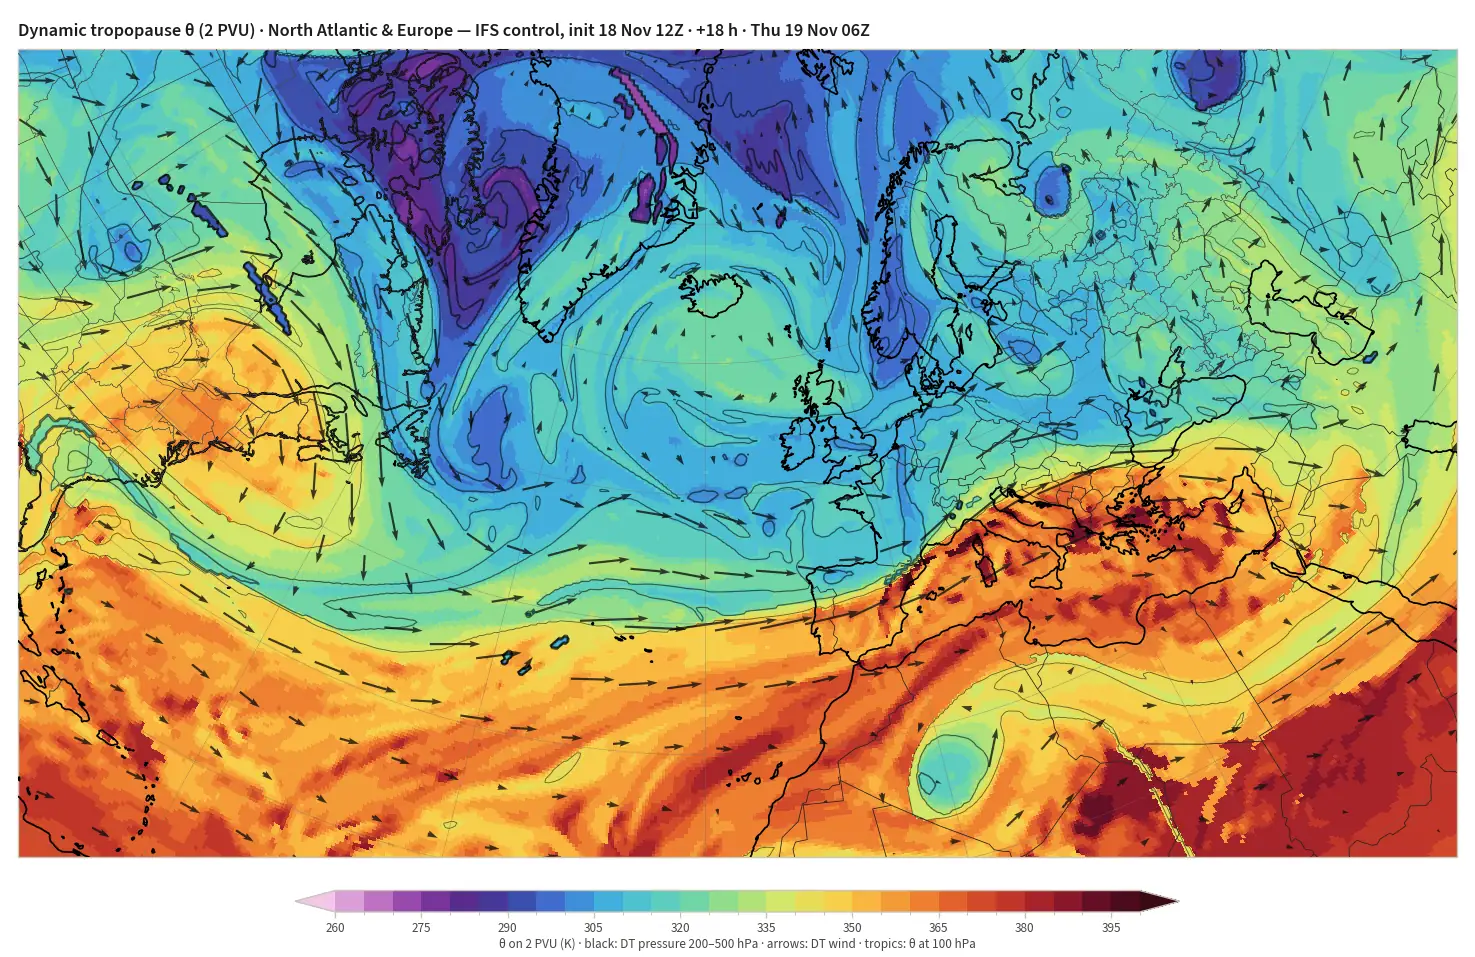 Dynamic tropopause θ (2 PVU) · North Atlantic & Europe — IFS control, init 18 Nov 12Z · +18 h · Thu 19 Nov 06Z
260 275 290 305 320 335 350 365 380 395
θ on 2 PVU (K) · black: DT pressure 200–500 hPa · arrows: DT wind · tropics: θ at 100 hPa